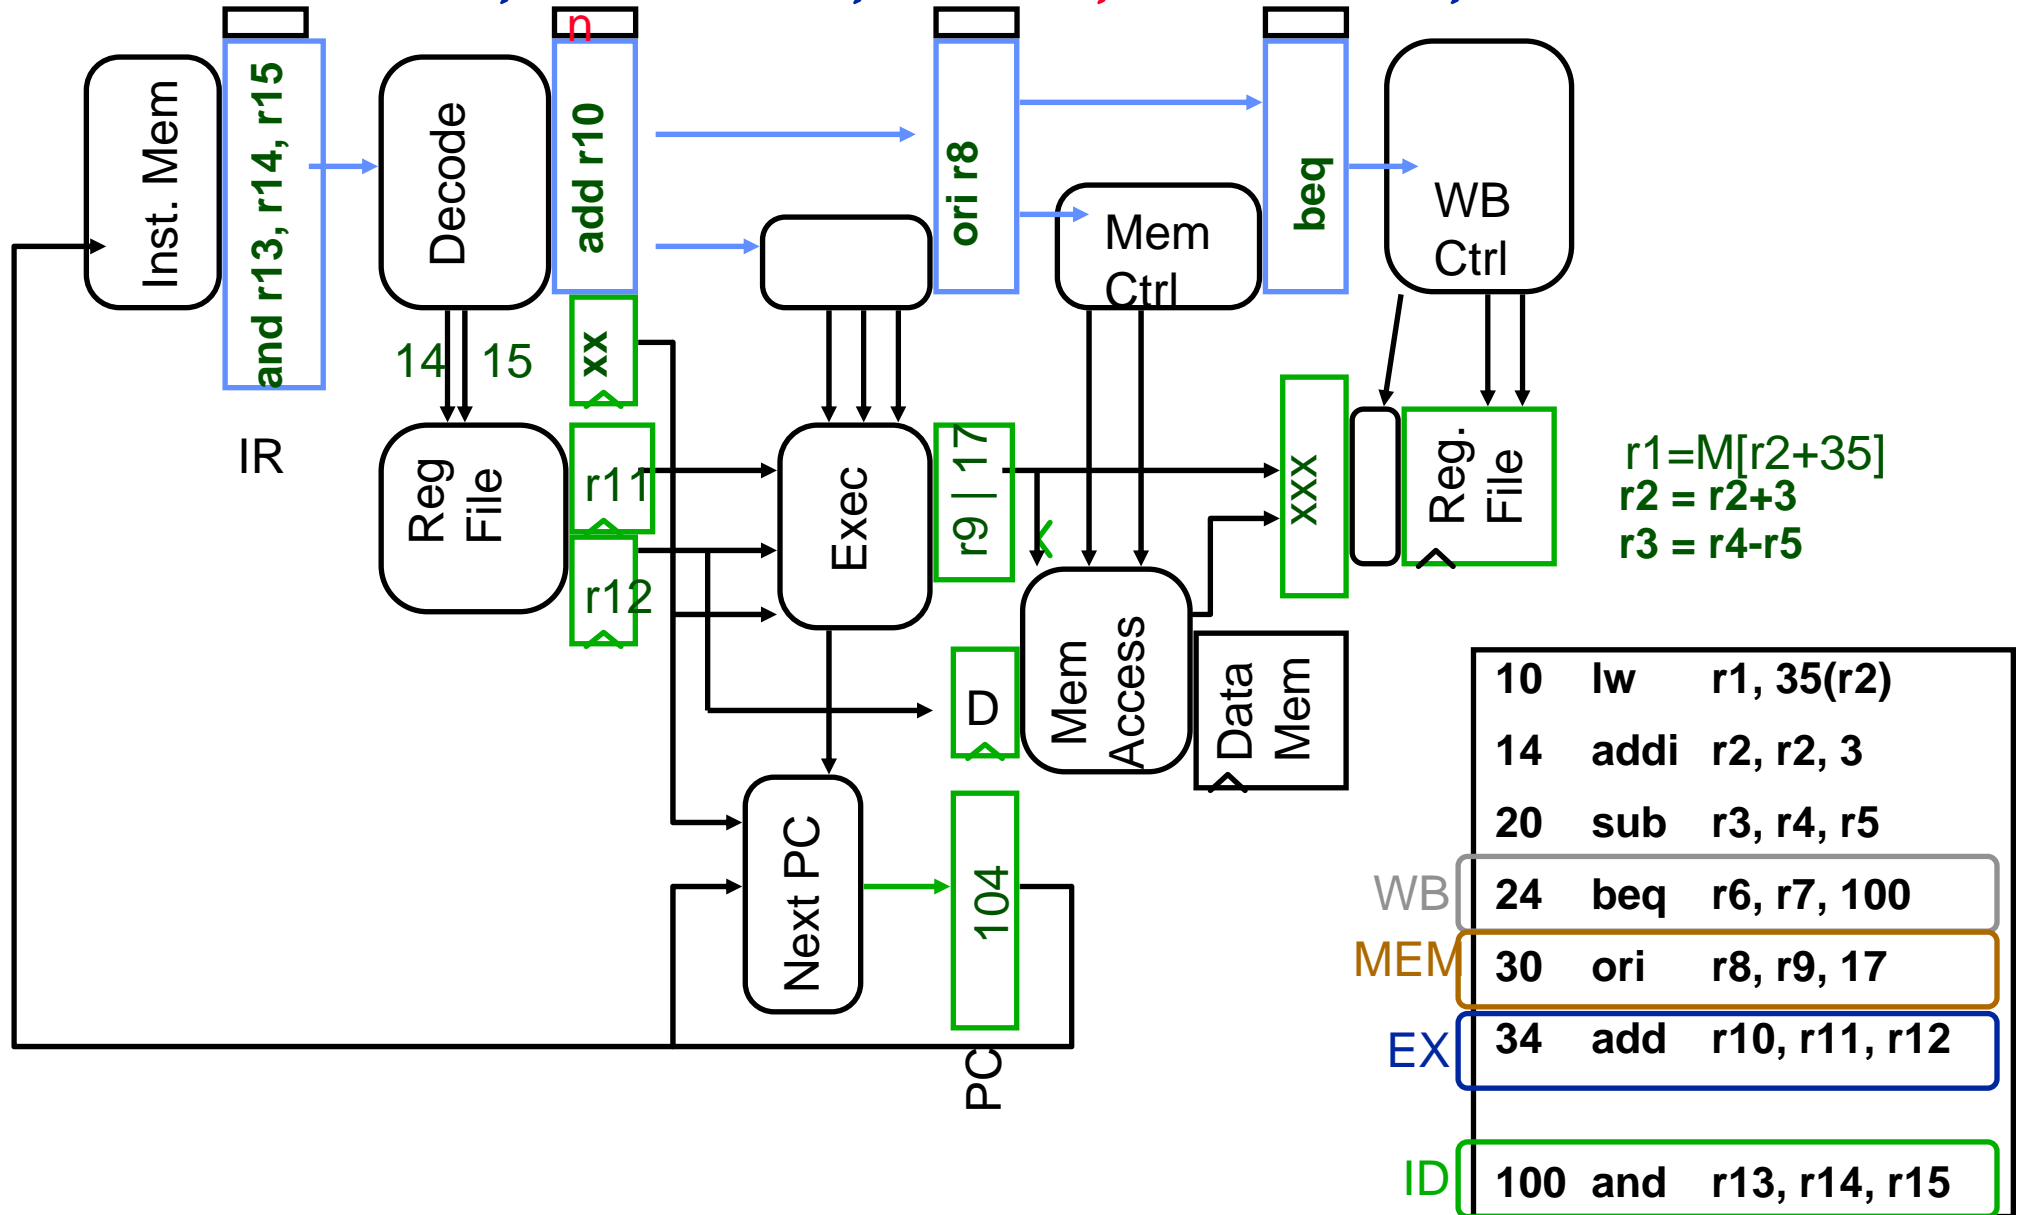 n
Inst. Mem
and r13, r14, r15
Decode
add r10
ori r8
Mem
Ctrl
beq
WB
Ctrl
14 15
xx
IR
Reg
File
r11
r12
Exec
r9 | 17
xxx
Reg.
File
r1=M[r2+35]
r2 = r2+3
r3 = r4-r5
D
Mem
Access
Data
Mem
Next PC
104
PC
10 lw r1, 35(r2)
14 addi r2, r2, 3
20 sub r3, r4, r5
WB 24 beq r6, r7, 100
MEM 30 ori r8, r9, 17
EX 34 add r10, r11, r12
ID 100 and r13, r14, r15